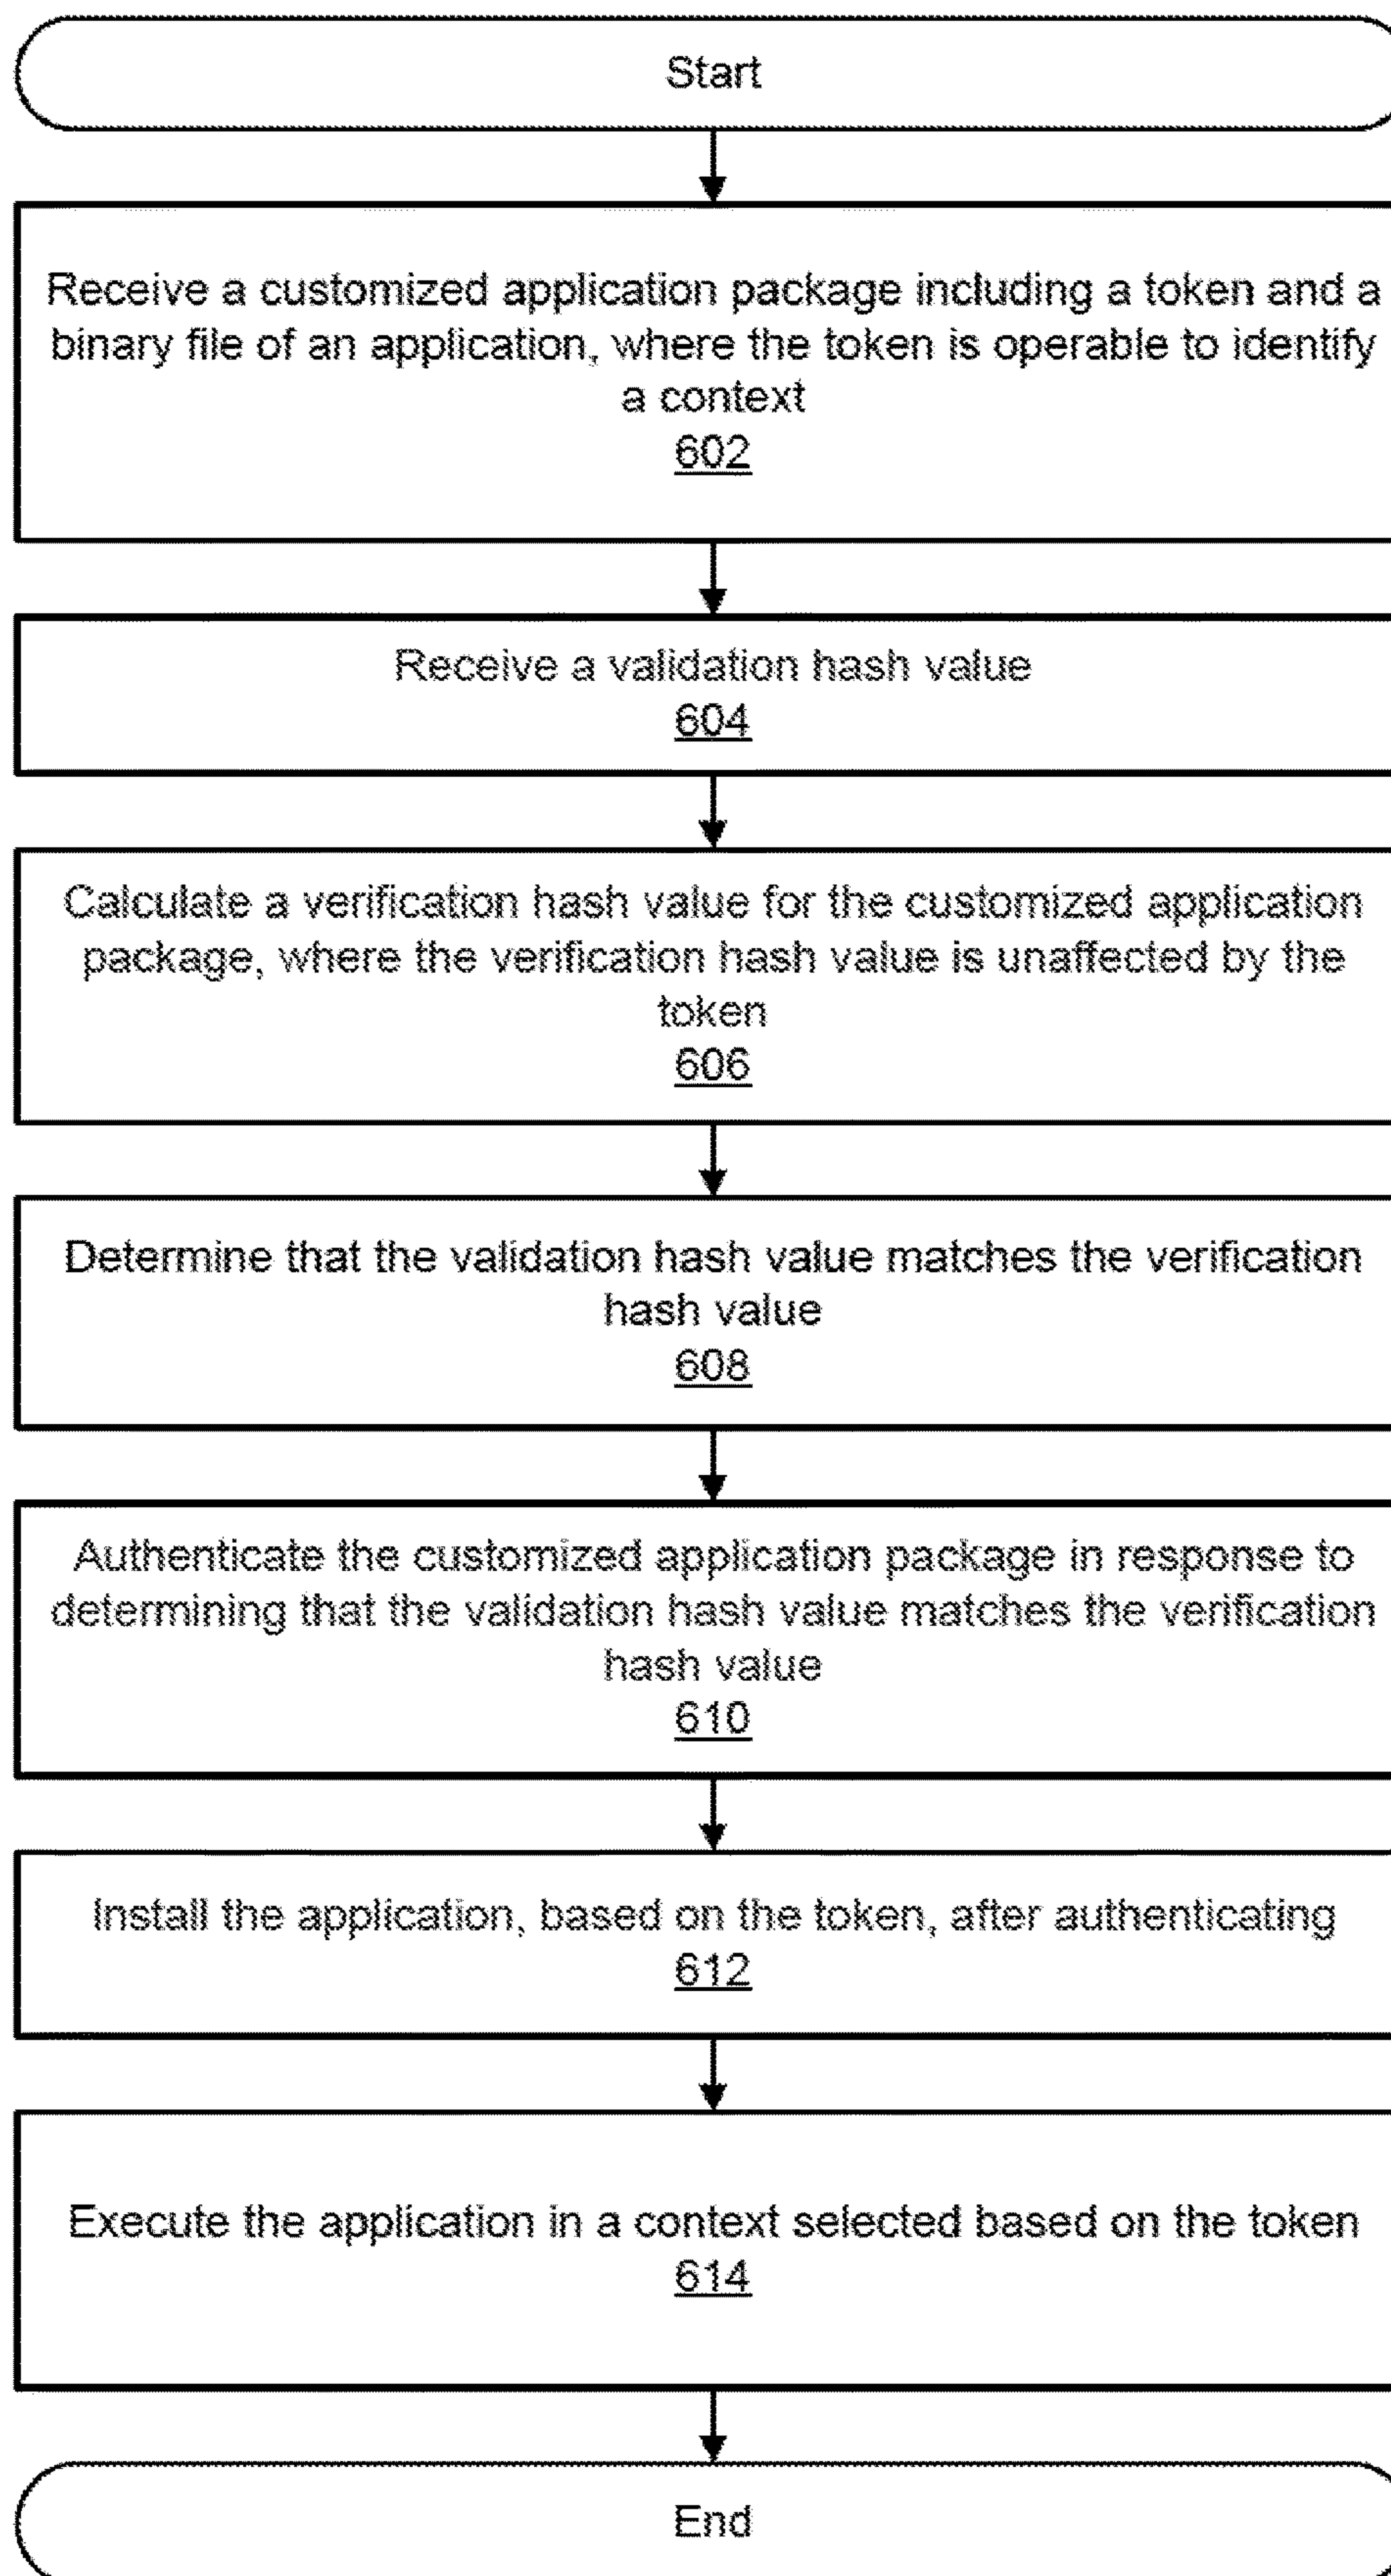 Start
Receive a customized application package including a token and a
binary file of an application, where the token is operable to identify
a context
602
Receive a validation hash value
604
Calculate a verification hash value for the customized application
package, where the verification hash value is unaffected by the
token
606
Determine that the validation hash value matches the verification
hash value
608
Authenticate the customized application package in response to
determining that the validation hash value matches the verification
hash value
610
Install the application, based on the token, after authenticating
612
Execute the application in a context selected based on the token
614
End